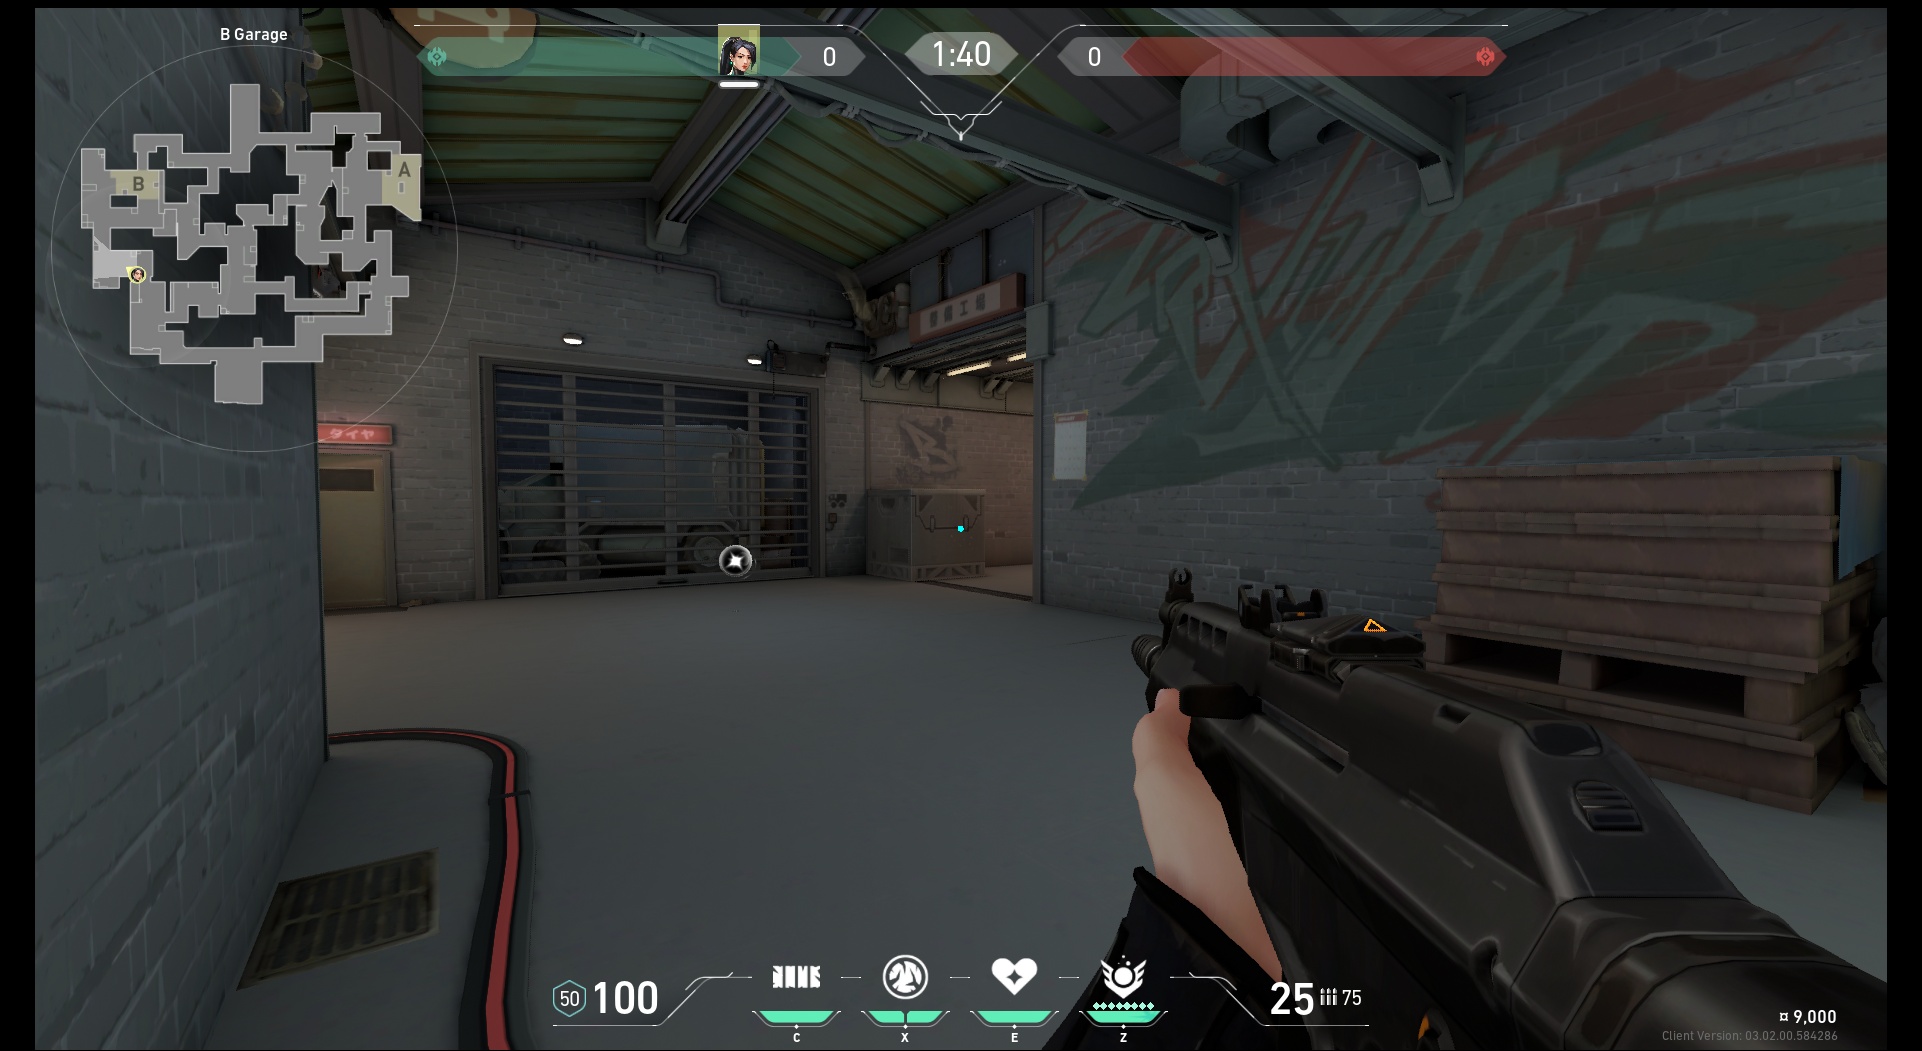 B Garage
0
1:40
0
B
A
タイヤ
MAIN
B
50
100
25
75
C
X
E
Z
¤ 9,000
Client Version: 03.02.00.584286